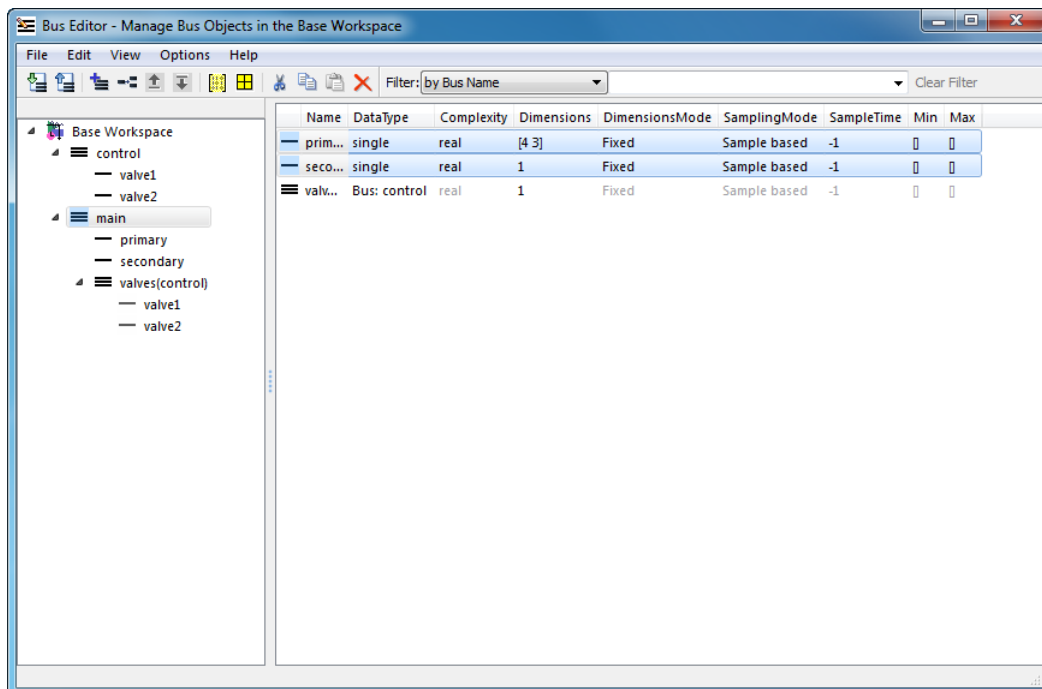 Bus Editor - Manage Bus Objects in the Base Workspace
File Edit View Options Help
Filter: by Bus Name Clear Filter
Base Workspace
control
valve1
valve2
main
primary
secondary
valves(control)
valve1
valve2
Name DataType Complexity Dimensions DimensionsMode SamplingMode SampleTime Min Max
prim... single real [4 3] Fixed Sample based -1 [] []
seco... single real 1 Fixed Sample based -1 [] []
valv... Bus: control real 1 Fixed Sample based -1 [] []